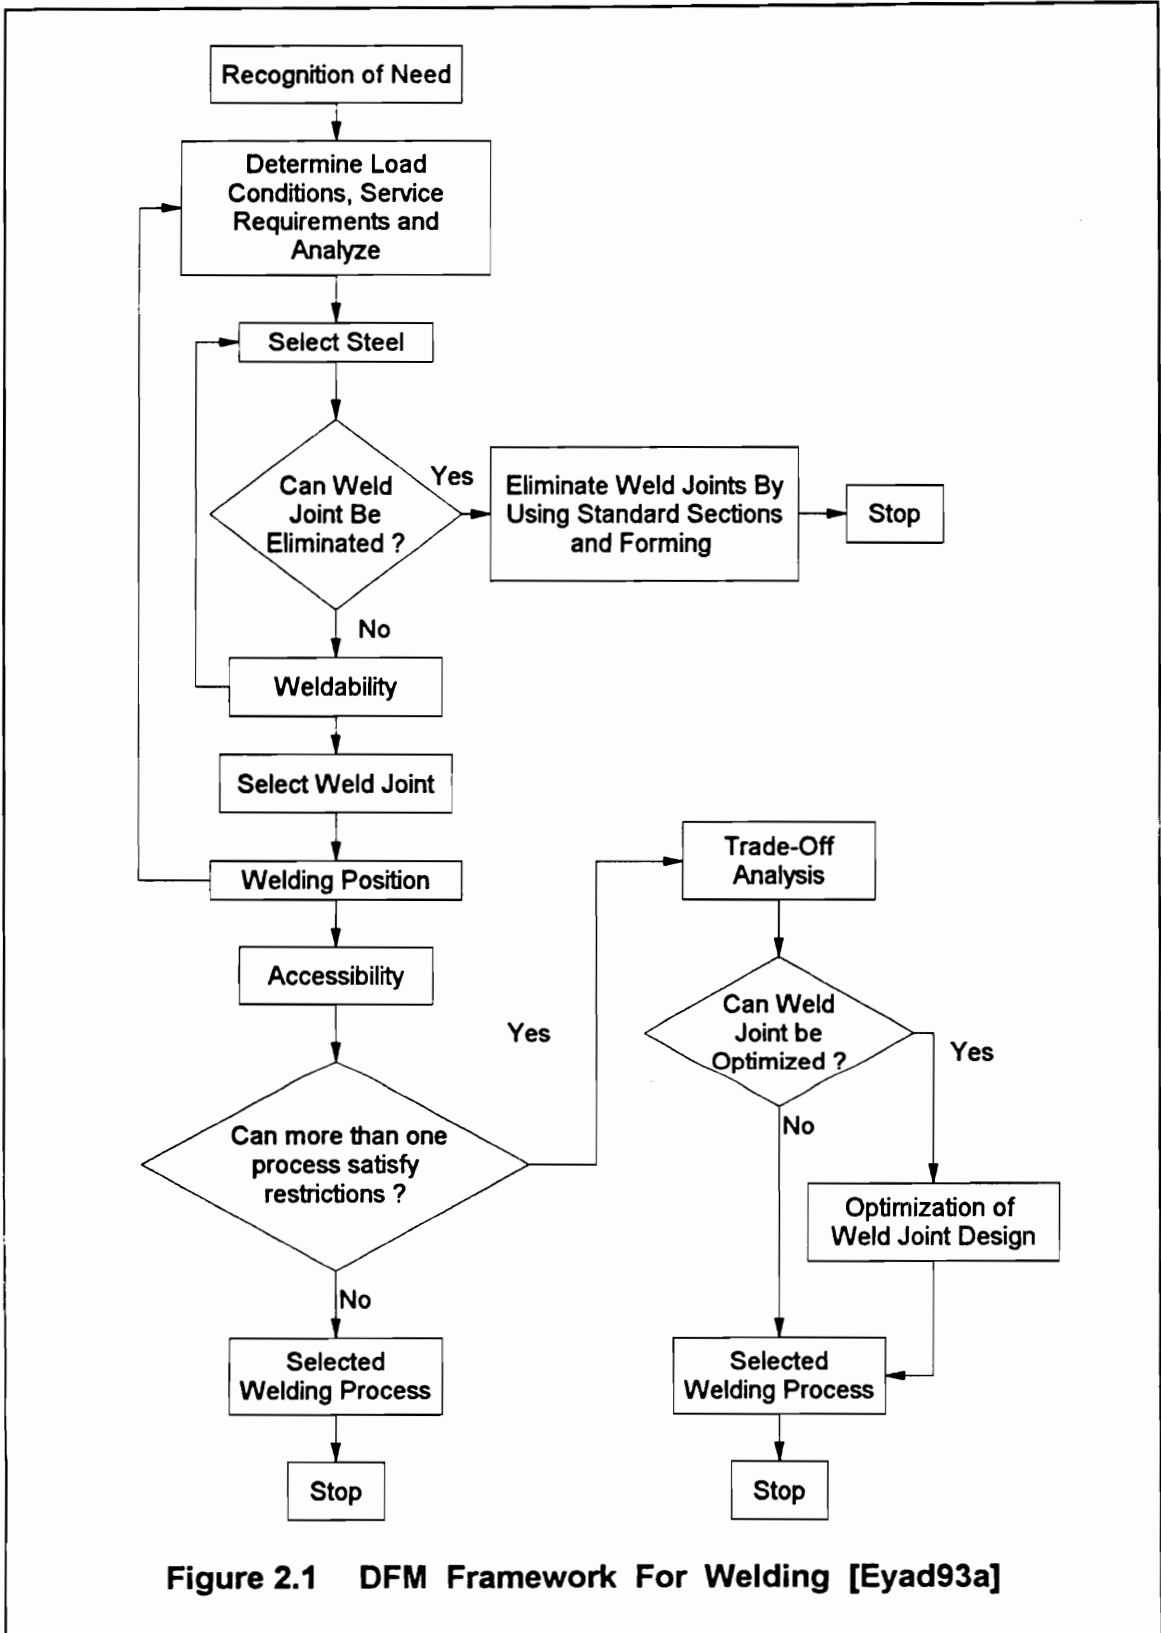 Recognition of Need
Determine Load
Conditions, Service
Requirements and
Analyze
Select Steel
Can Weld
Joint Be
Eliminated ?
Yes
Eliminate Weld Joints By
Using Standard Sections
and Forming
Stop
No
Weldability
Select Weld Joint
Welding Position
Accessibility
Can more than one
process satisfy
restrictions ?
Yes
No
Selected
Welding Process
Stop
Trade-Off
Analysis
Can Weld
Joint be
Optimized ?
Yes
No
Optimization of
Weld Joint Design
Selected
Welding Process
Stop
Figure 2.1 DFM Framework For Welding [Eyad93a]